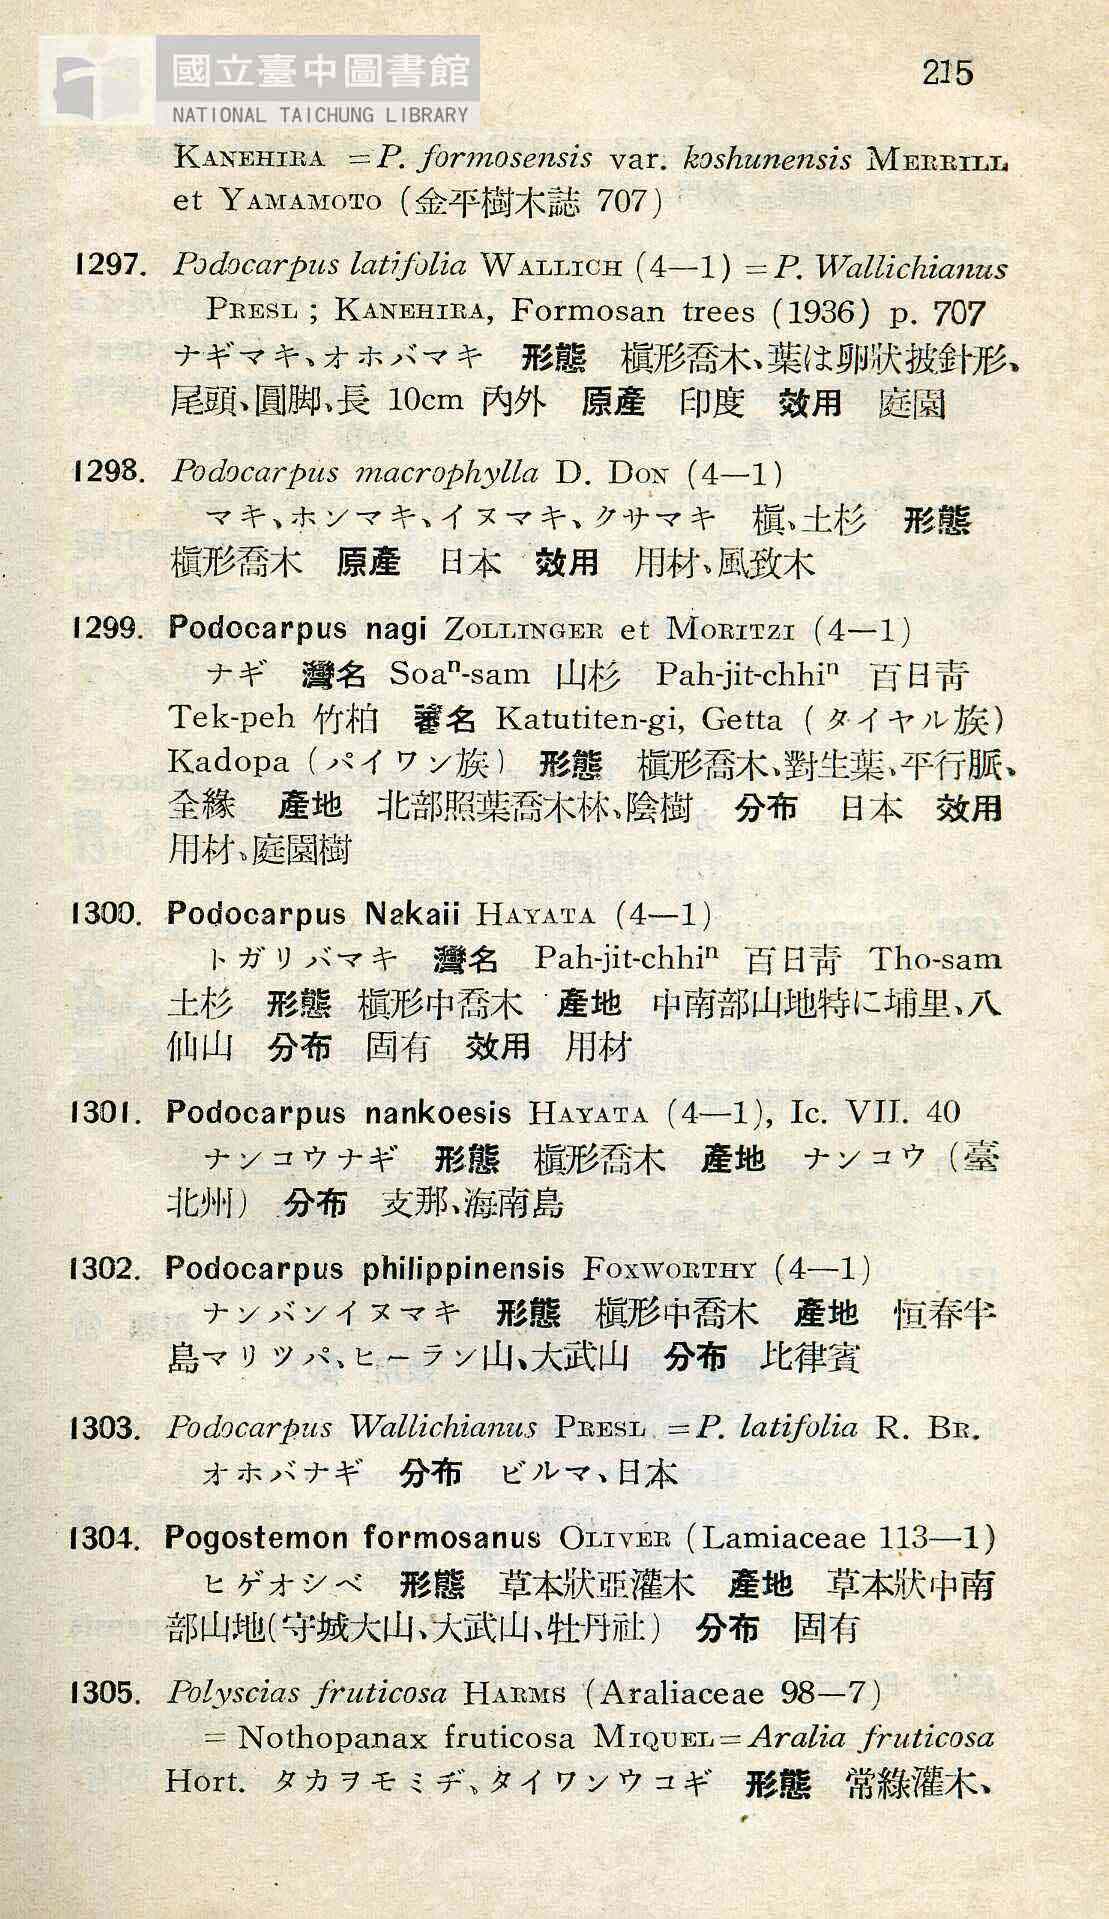 國立臺中圖書館
NATIONAL TAICHUNG LIBRARY
215
KANEHIRA =P. formosensis var. koshunensis MERRILL
et YAMAMOTO (金平樹木誌 707)
1297. Podocarpus latifolia WALLICH (4—1) =P. Wallichianus
PRESL ; KANEHIRA, Formosan trees (1936) p. 707
ナギマキ、オホバマキ 形態 槇形喬木、葉は卵狀披針形、
尾頭、圓脚、長 10cm 內外 原產 印度 效用 庭園
1298. Podocarpus macrophylla D. DON (4—1)
マキ、ホンマキ、イヌマキ、クサマキ 槇、土杉 形態
槇形喬木 原產 日本 效用 用材、風致木
1299. Podocarpus nagi ZOLLINGER et MORITZI (4—1)
ナギ 灣名 Soaⁿ-sam 山杉 Pah-jit-chhiⁿ 百日靑
Tek-peh 竹柏 蕃名 Katutiten-gi, Getta (タイヤル族)
Kadopa (パイワン族) 形態 槇形喬木、對生葉、平行脈、
全緣 產地 北部照葉喬木林、陰樹 分布 日本 效用
用材、庭園樹
1300. Podocarpus Nakaii HAYATA (4—1)
トガリバマキ 灣名 Pah-jit-chhiⁿ 百日靑 Tho-sam
土杉 形態 槇形中喬木 產地 中南部山地特に埔里、八
仙山 分布 固有 效用 用材
1301. Podocarpus nankoesis HAYATA (4—1), Ic. VII. 40
ナンコウナギ 形態 槇形喬木 產地 ナンコウ (臺
北州) 分布 支那、海南島
1302. Podocarpus philippinensis FOXWORTHY (4—1)
ナンバンイヌマキ 形態 槇形中喬木 產地 恒春半
島マリツパ、ヒーラン山、大武山 分布 比律賓
1303. Podocarpus Wallichianus PRESL =P. latifolia R. BR.
オホバナギ 分布 ビルマ、日本
1304. Pogostemon formosanus OLIVER (Lamiaceae 113—1)
ヒゲオシベ 形態 草本狀亞灌木 產地 草本狀中南
部山地(守城大山、大武山、牡丹社) 分布 固有
1305. Polyscias fruticosa HARMS (Araliaceae 98—7)
= Nothopanax fruticosa MIQUEL=Aralia fruticosa
Hort. タカヲモミヂ、タイワンウコギ 形態 常綠灌木、